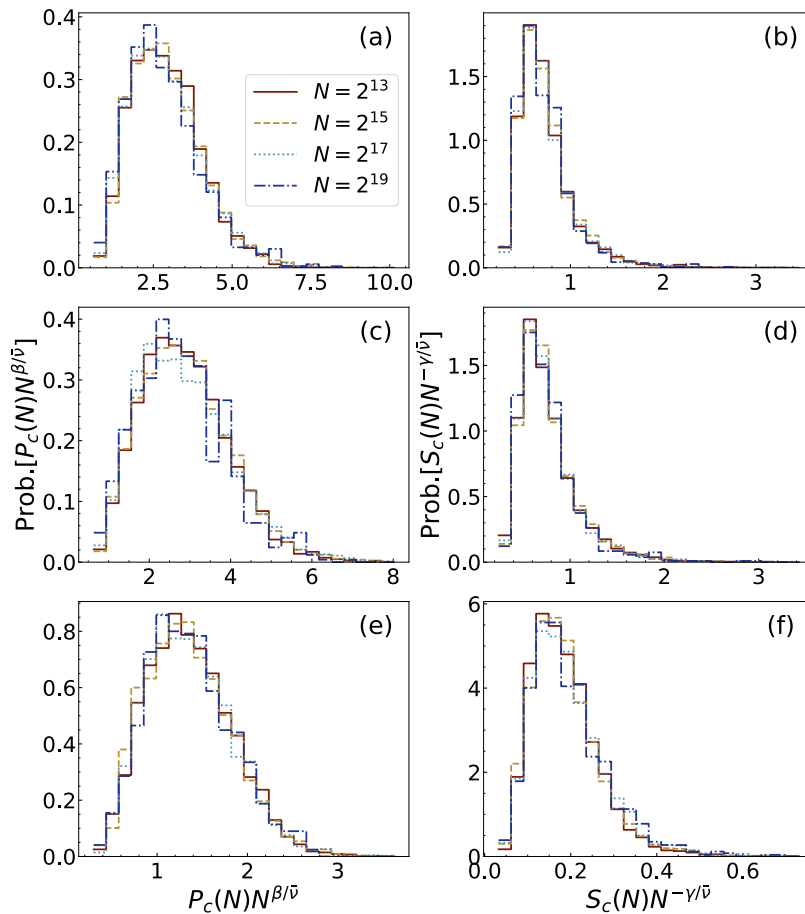 (a)
0.4
0.3
0.2
0.1
0.0
2.5 5.0 7.5 10.0
N = 2^13
N = 2^15
N = 2^17
N = 2^19
(b)
1.5
1.0
0.5
0.0
1 2 3
(c)
0.4
0.3
0.2
0.1
0.0
2 4 6 8
Prob.[P_c(N)N^{β/ν̄}]
(d)
1.5
1.0
0.5
0.0
1 2 3
Prob.[S_c(N)N^{−γ/ν̄}]
(e)
0.8
0.6
0.4
0.2
0.0
1 2 3
P_c(N)N^{β/ν̄}
(f)
6
4
2
0
0.0 0.2 0.4 0.6
S_c(N)N^{−γ/ν̄}